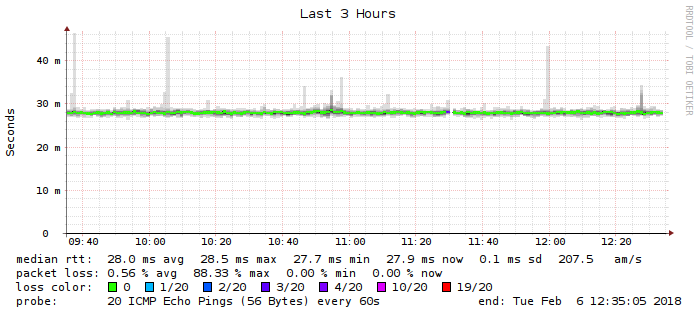 Last 3 Hours
RRDTOOL / TOBI OETIKER
Seconds
40 m
30 m
20 m
10 m
0
09:40 10:00 10:20 10:40 11:00 11:20 11:40 12:00 12:20
median rtt: 28.0 ms avg 28.5 ms max 27.7 ms min 27.9 ms now 0.1 ms sd 207.5 am/s
packet loss: 0.56 % avg 88.33 % max 0.00 % min 0.00 % now
loss color: 0 1/20 2/20 3/20 4/20 10/20 19/20
probe: 20 ICMP Echo Pings (56 Bytes) every 60s end: Tue Feb 6 12:35:05 2018